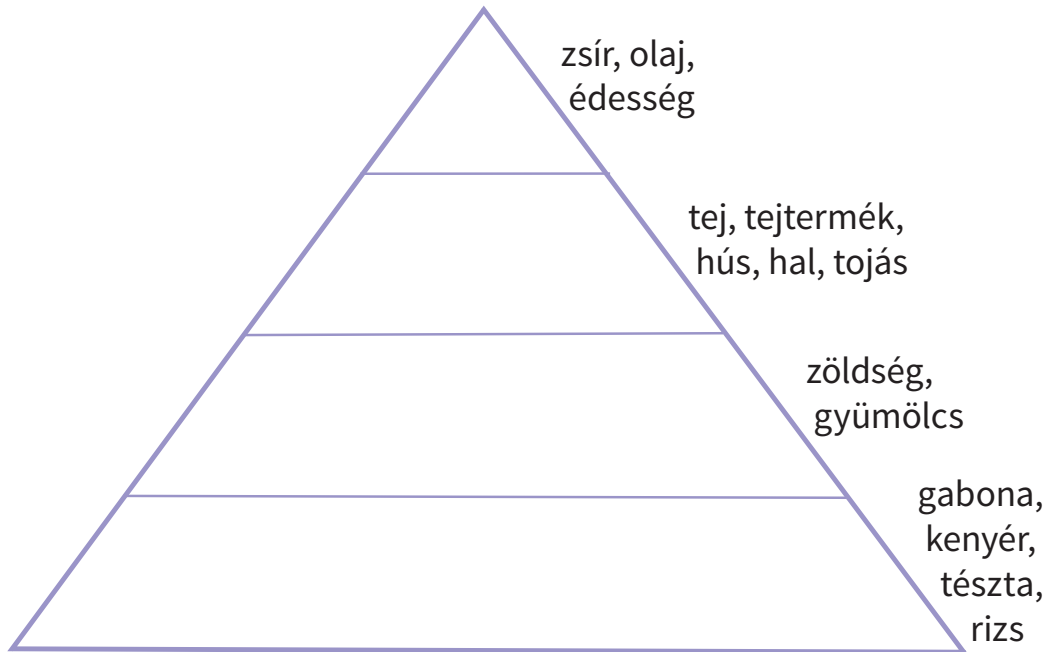 zsír, olaj,
édesség
tej, tejtermék,
hús, hal, tojás
zöldség,
gyümölcs
gabona,
kenyér,
tészta,
rizs